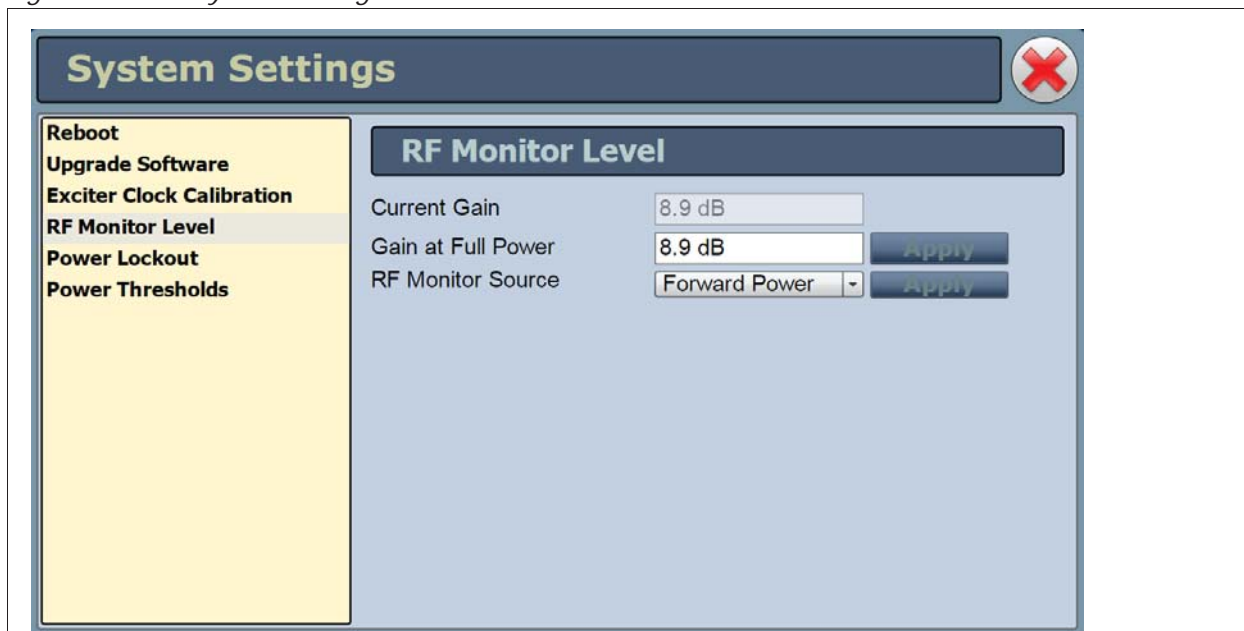 System Settings
Reboot
Upgrade Software
Exciter Clock Calibration
RF Monitor Level
Power Lockout
Power Thresholds
RF Monitor Level
Current Gain 8.9 dB
Gain at Full Power 8.9 dB Apply
RF Monitor Source Forward Power Apply